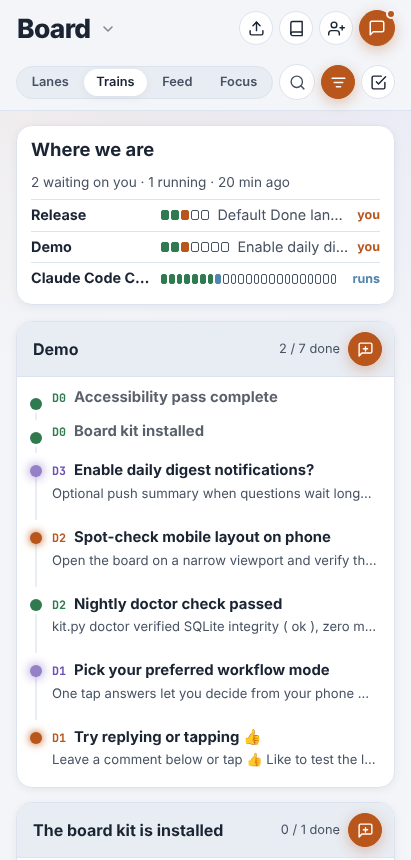 Board
Lanes Trains Feed Focus
Where we are
2 waiting on you · 1 running · 20 min ago
Release Default Done lan... you
Demo Enable daily di... you
Claude Code C... runs
Demo 2 / 7 done
D0 Accessibility pass complete
D0 Board kit installed
D3 Enable daily digest notifications?
Optional push summary when questions wait long...
D2 Spot-check mobile layout on phone
Open the board on a narrow viewport and verify th...
D2 Nightly doctor check passed
kit.py doctor verified SQLite integrity ( ok ), zero m...
D1 Pick your preferred workflow mode
One tap answers let you decide from your phone ...
D1 Try replying or tapping 👍
Leave a comment below or tap 👍 Like to test the l...
The board kit is installed 0 / 1 done